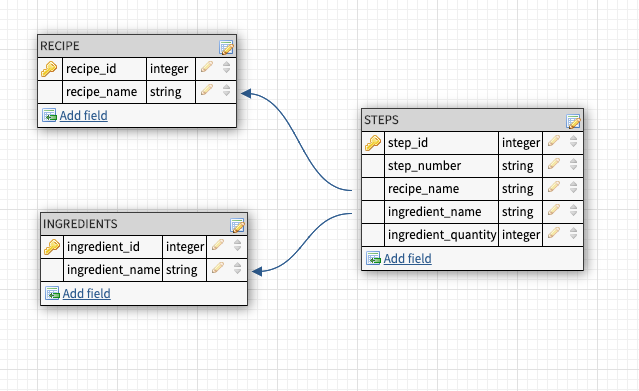 RECIPE
recipe_id integer
recipe_name string
Add field
STEPS
step_id integer
step_number string
recipe_name string
ingredient_name string
ingredient_quantity integer
Add field
INGREDIENTS
ingredient_id integer
ingredient_name string
Add field